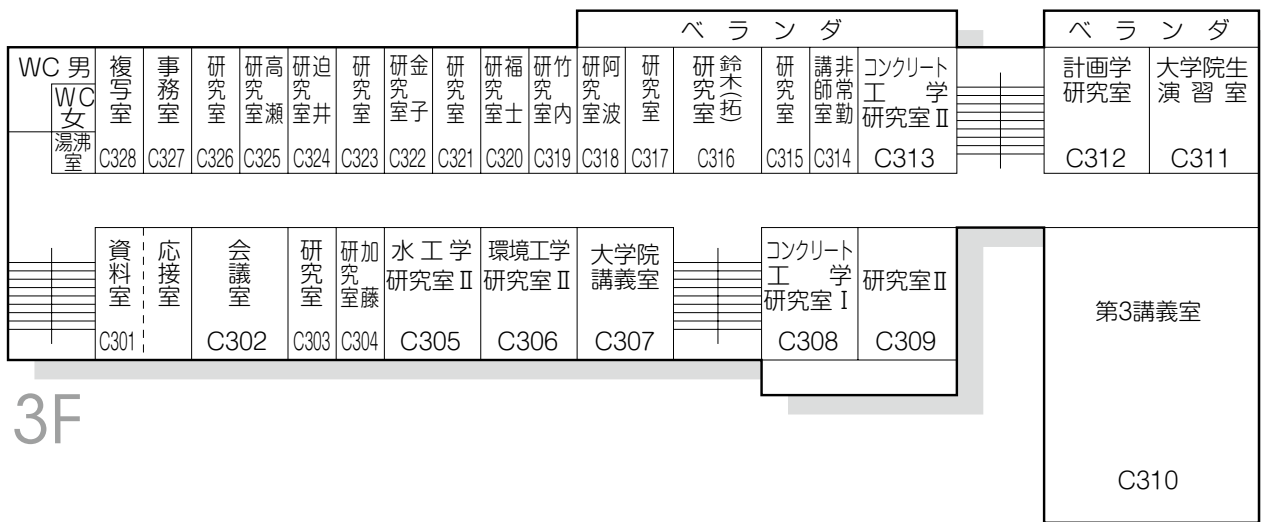 ベランダ
ベランダ
WC 男
WC
女
湯沸
室
複写室
C328
事務室
C327
研究室
C326
高瀬
研究室
C325
迫井
研究室
C324
研究室
C323
金子
研究室
C322
研究室
C321
福士
研究室
C320
竹内
研究室
C319
阿波
研究室
C318
研究室
C317
鈴木(拓)
研究室
C316
研究室
C315
非常勤
講師室
C314
コンクリート
工学
研究室Ⅱ
C313
計画学
研究室
C312
大学院生
演習室
C311
資料室
C301
応接室
会議室
C302
研究室
C303
加藤
研究室
C304
水工学
研究室Ⅱ
C305
環境工学
研究室Ⅱ
C306
大学院
講義室
C307
コンクリート
工学
研究室Ⅰ
C308
研究室Ⅱ
C309
第3講義室
C310
3F